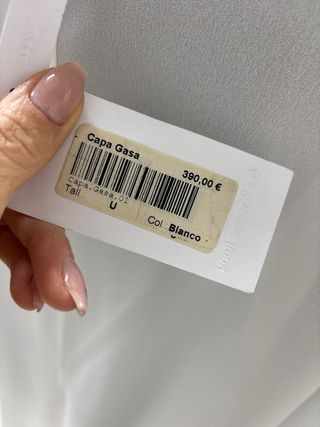 Capa Gasa
390,00 €
Capa.Gasa.01
Tall.
U
Col. Blanco